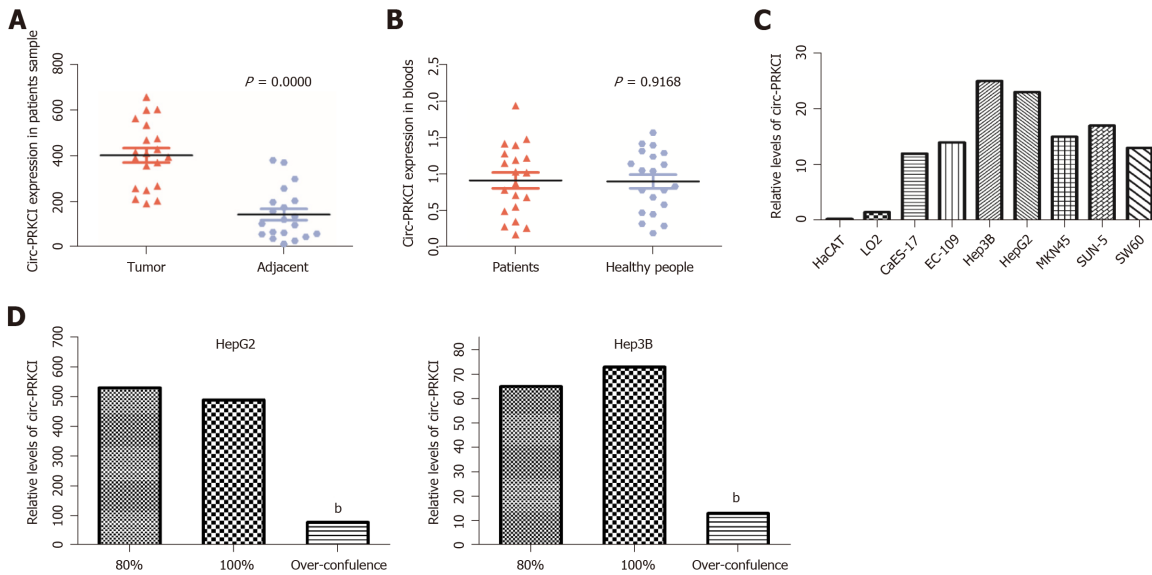 A
Circ-PRKCI expression in patients sample
800
600
400
200
0
P = 0.0000
Tumor
Adjacent
B
Circ-PRKCI expression in bloods
2.5
2.0
1.5
1.0
0.5
0.0
P = 0.9168
Patients
Healthy people
C
Relative levels of circ-PRKCI
30
20
10
0
HaCAT
LO2
CaES-17
EC-109
Hep3B
HepG2
MKN45
SUN-5
SW60
D
Relative levels of circ-PRKCI
700
600
500
400
300
200
100
0
HepG2
b
80%
100%
Over-confulence
Relative levels of circ-PRKCI
80
70
60
50
40
30
20
10
0
Hep3B
b
80%
100%
Over-confulence